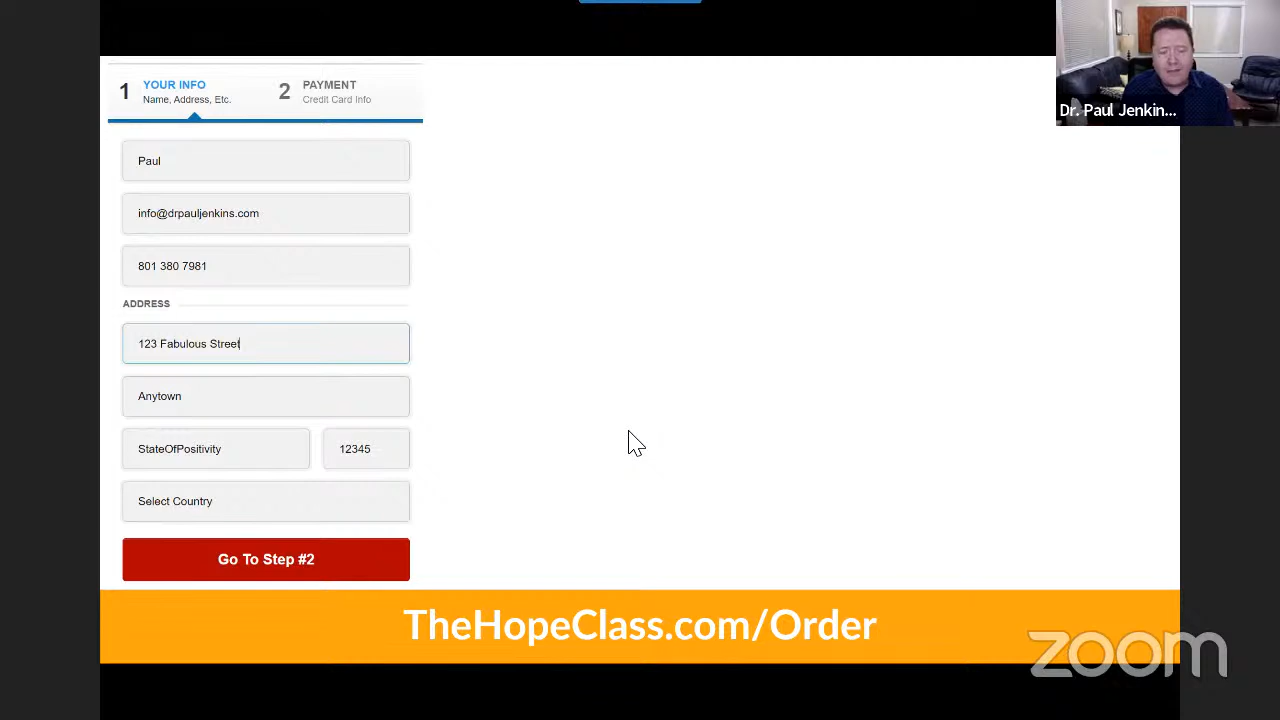 1 YOUR INFO
Name, Address, Etc.
2 PAYMENT
Credit Card Info
Paul
info@drpauljenkins.com
801 380 7981
ADDRESS
123 Fabulous Street
Anytown
StateOfPositivity
12345
Select Country
Go To Step #2
TheHopeClass.com/Order
Dr. Paul Jenkin...
zoom